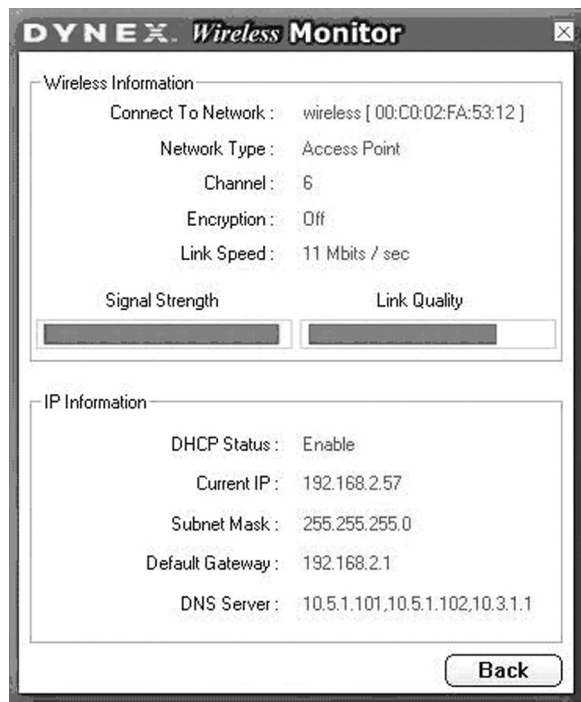 DYNEX. Wireless Monitor
Wireless Information
Connect To Network : wireless [ 00:C0:02:FA:53:12 ]
Network Type : Access Point
Channel : 6
Encryption : Off
Link Speed : 11 Mbits / sec
Signal Strength Link Quality
IP Information
DHCP Status : Enable
Current IP : 192.168.2.57
Subnet Mask : 255.255.255.0
Default Gateway : 192.168.2.1
DNS Server : 10.5.1.101,10.5.1.102,10.3.1.1
Back